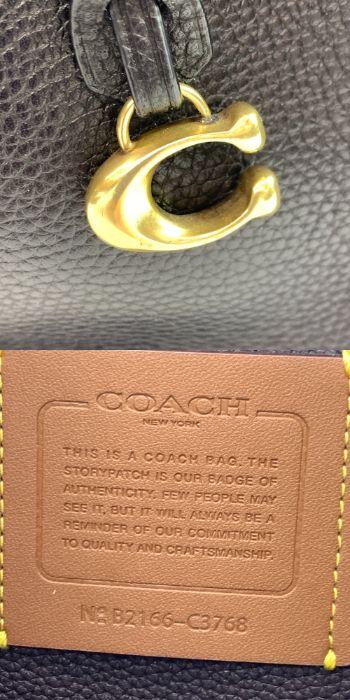 COACH
NEW YORK
THIS IS A COACH BAG. THE
STORYPATCH IS OUR BADGE OF
AUTHENTICITY. FEW PEOPLE MAY
SEE IT, BUT IT WILL ALWAYS BE A
REMINDER OF OUR COMMITMENT
TO QUALITY AND CRAFTSMANSHIP.
Nº B2166-C3768